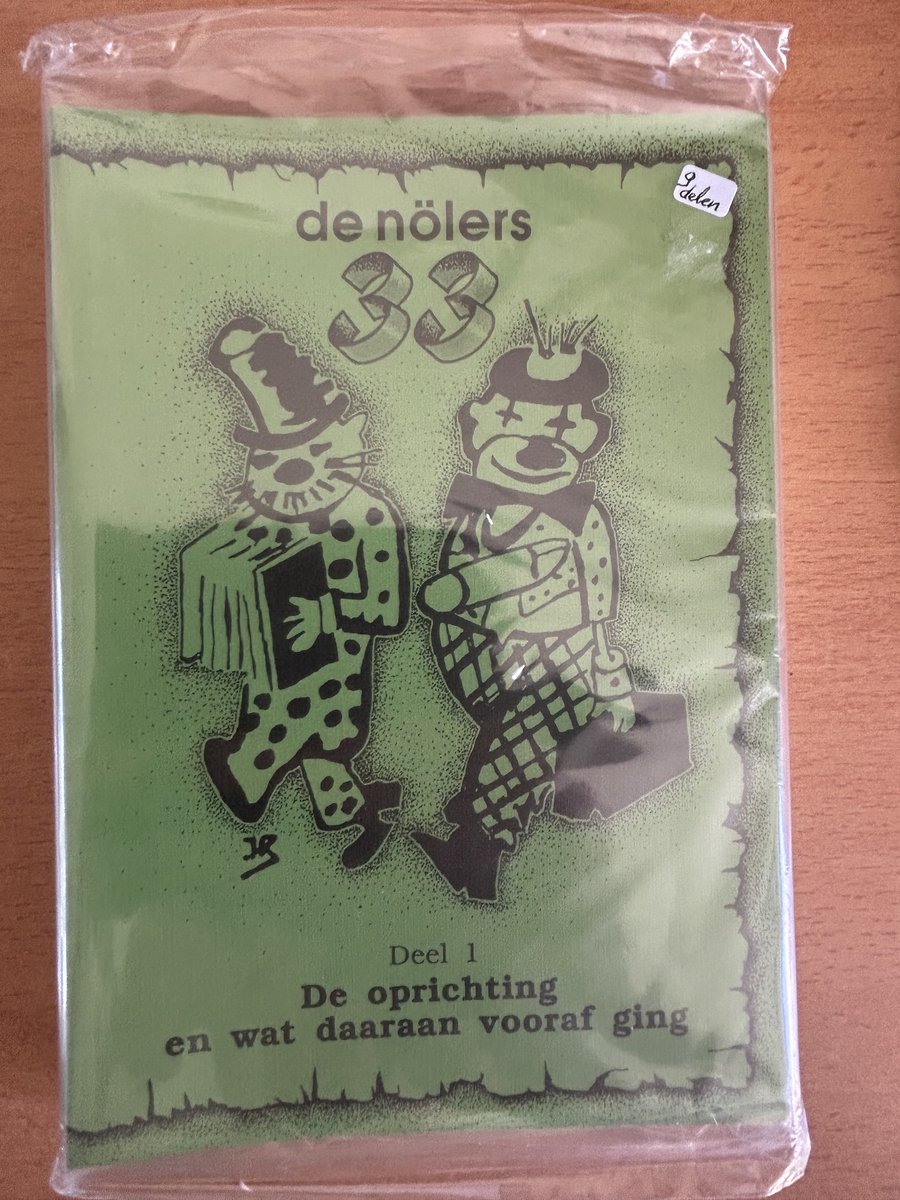 9
delen
de nölers
33
Deel 1
De oprichting
en wat daaraan vooraf ging